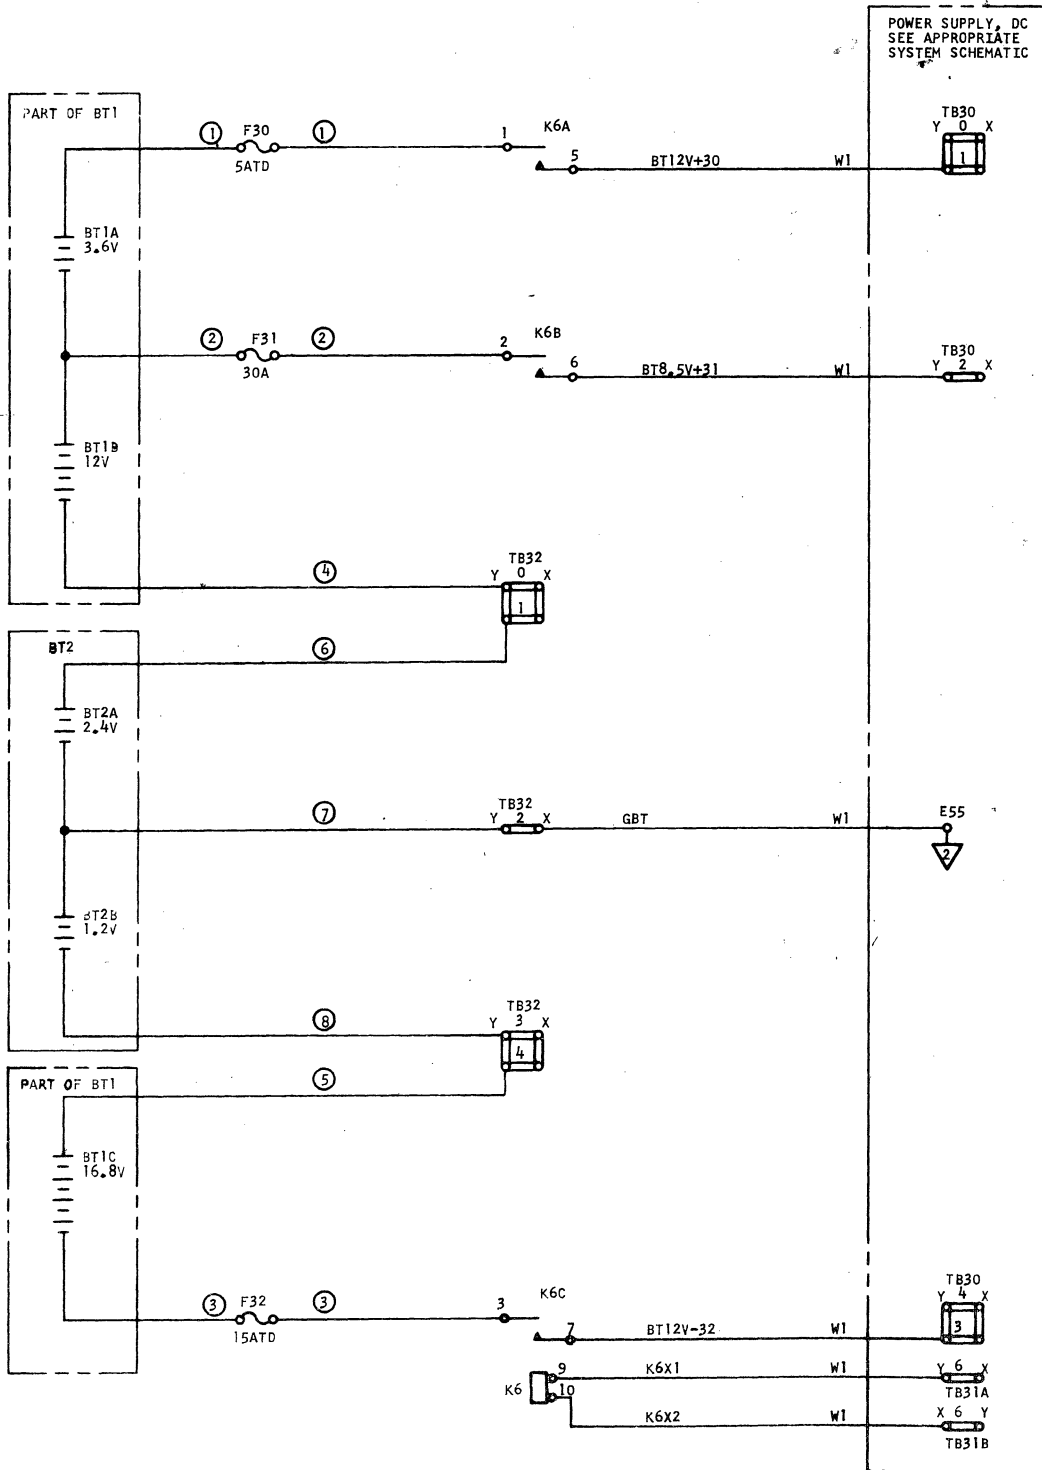 POWER SUPPLY, DC
SEE APPROPRIATE
SYSTEM SCHEMATIC
PART OF BT1
1 F30 1
5ATD
1 K6A
5
BT12V+30 W1
TB30
Y 0 X
1
BT1A
3.6V
2 F31 2
30A
2 K6B
6
BT8.5V+31 W1
TB30
Y 2 X
BT1B
12V
4
TB32
Y 0 X
1
BT2
6
BT2A
2.4V
7
TB32
Y 2 X
GBT W1
E55
2
BT2B
1.2V
8
TB32
Y 3 X
4
PART OF BT1
5
BT1C
16.8V
3 F32 3
15ATD
3 K6C
7
BT12V-32 W1
TB30
Y 4 X
3
K6
9
K6X1 W1
Y 6 X
TB31A
10
K6X2 W1
X 6 Y
TB31B